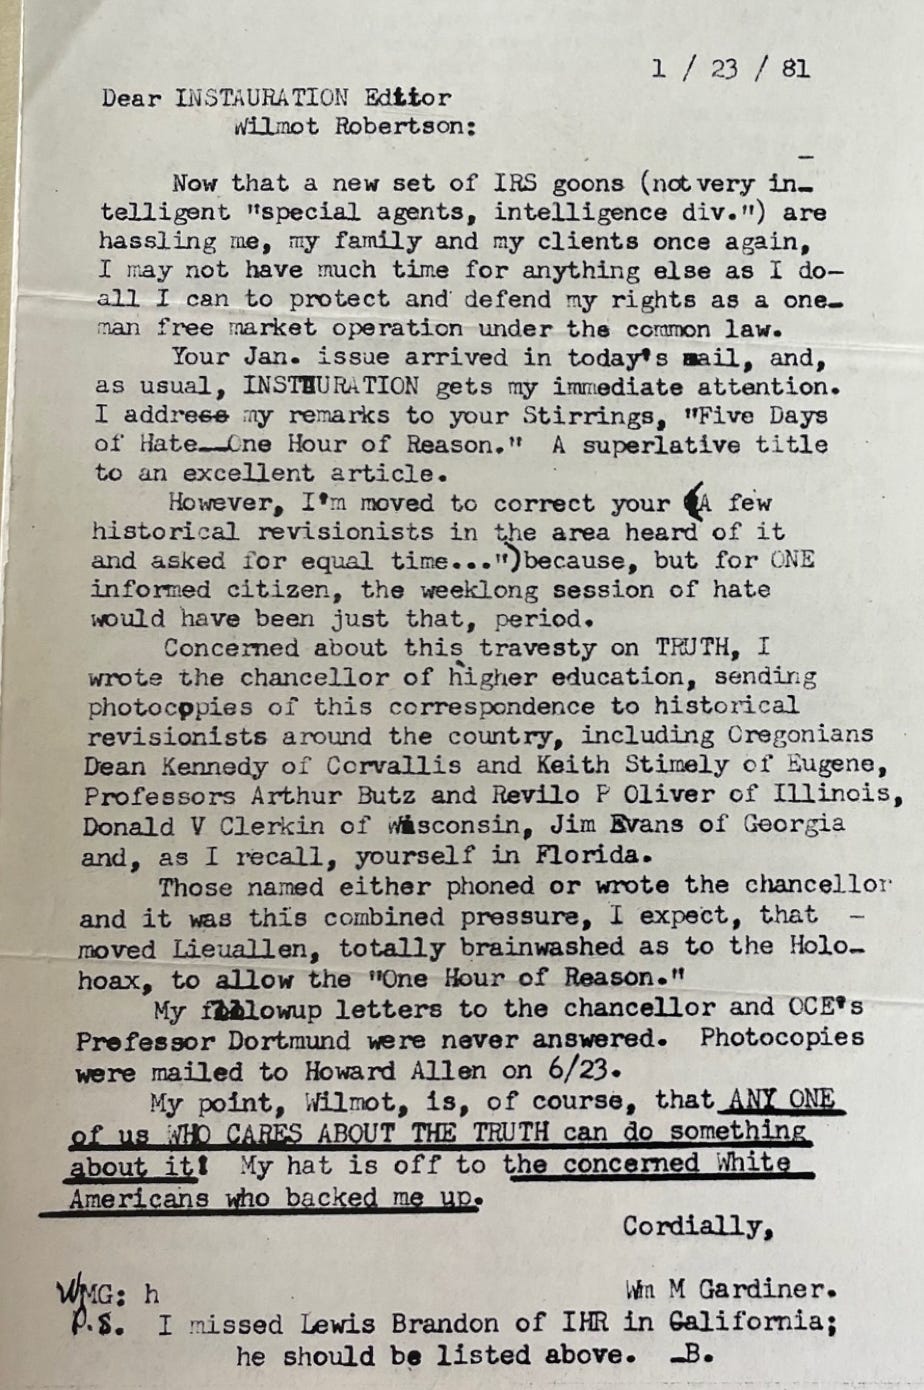 1 / 23 / 81
Dear INSTAURATION Editor
Wilmot Robertson:
Now that a new set of IRS goons (not very in-
telligent "special agents, intelligence div.") are
hassling me, my family and my clients once again,
I may not have much time for anything else as I do-
all I can to protect and defend my rights as a one-
man free market operation under the common law.
Your Jan. issue arrived in today's mail, and,
as usual, INSTAURATION gets my immediate attention.
I address my remarks to your Stirrings, "Five Days
of Hate—One Hour of Reason." A superlative title
to an excellent article.
However, I'm moved to correct your (A few
historical revisionists in the area heard of it
and asked for equal time...") because, but for ONE
informed citizen, the weeklong session of hate
would have been just that, period.
Concerned about this travesty on TRUTH, I
wrote the chancellor of higher education, sending
photocopies of this correspondence to historical
revisionists around the country, including Oregonians
Dean Kennedy of Corvallis and Keith Stimely of Eugene,
Professors Arthur Butz and Revilo P Oliver of Illinois,
Donald V Clerkin of Wisconsin, Jim Evans of Georgia
and, as I recall, yourself in Florida.
Those named either phoned or wrote the chancellor
and it was this combined pressure, I expect, that -
moved Lieuallen, totally brainwashed as to the Holo-
hoax, to allow the "One Hour of Reason."
My followup letters to the chancellor and OCE's
Prefessor Dortmund were never answered. Photocopies
were mailed to Howard Allen on 6/23.
My point, Wilmot, is, of course, that ANY ONE
of us WHO CARES ABOUT THE TRUTH can do something
about it! My hat is off to the concerned White
Americans who backed me up.
Cordially,
WMG: h Wm M Gardiner.
P.S. I missed Lewis Brandon of IHR in California;
he should be listed above. -B.